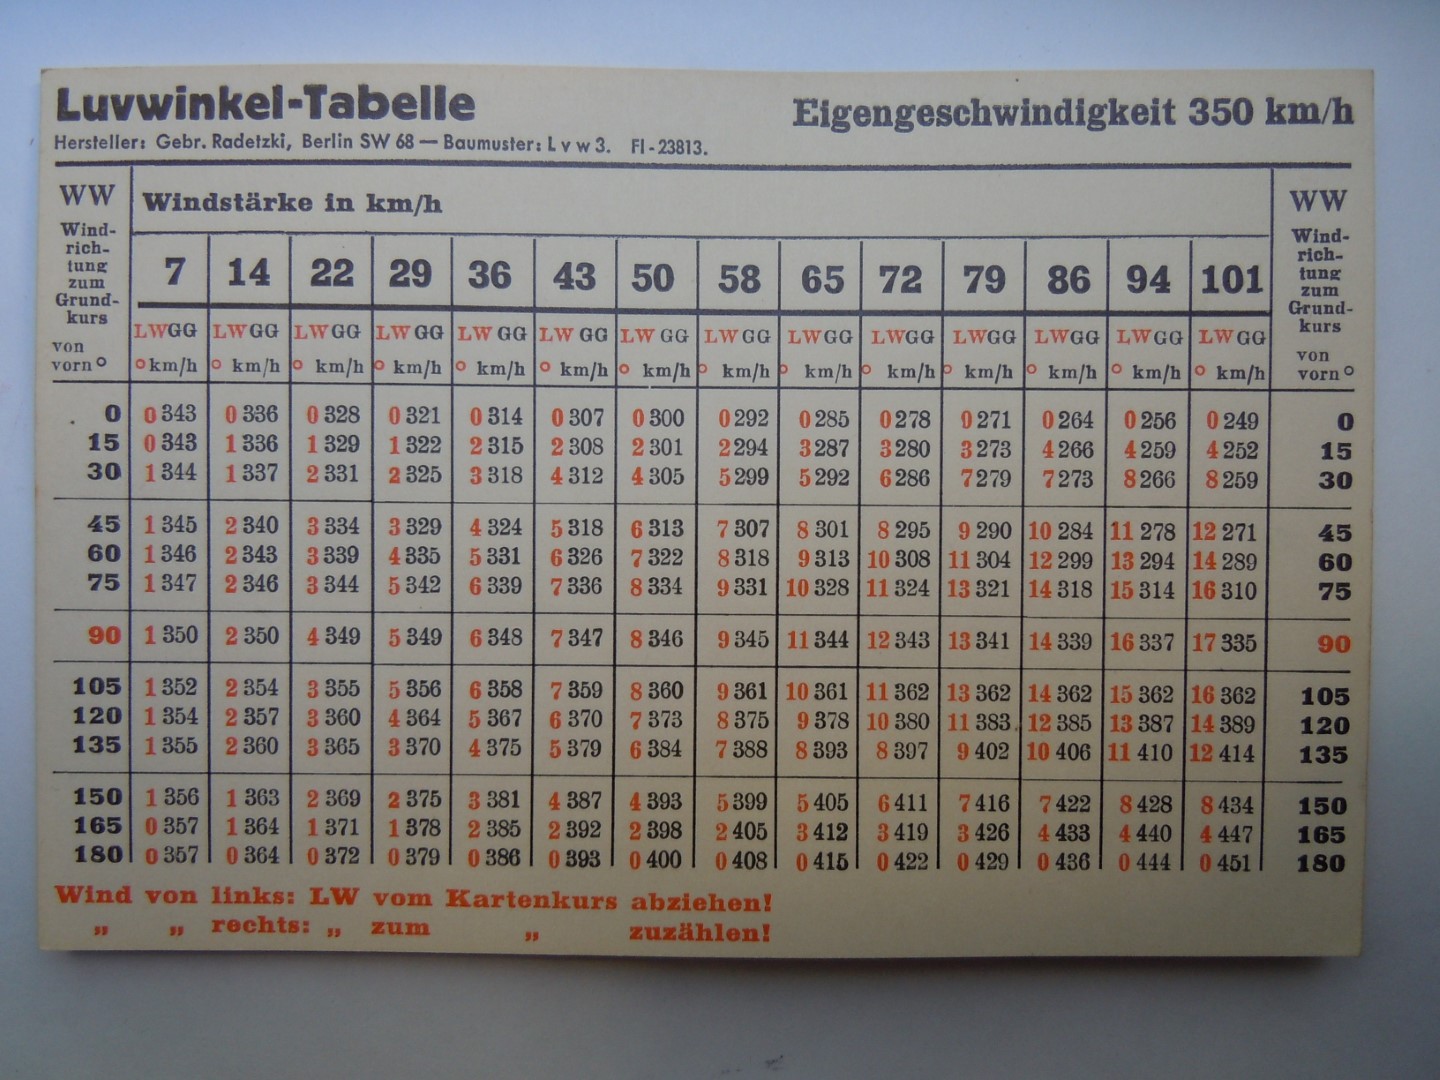 Luvwinkel-Tabelle Eigengeschwindigkeit 350 km/h
Hersteller: Gebr. Radetzki, Berlin SW 68 — Baumuster: L v w 3. Fl-23813.
WW Windstärke in km/h WW
Wind- Wind-
rich- rich-
tung tung
zum zum
Grund- Grund-
kurs kurs
von von
vorn° vorn°
7 14 22 29 36 43 50 58 65 72 79 86 94 101
LW GG LW GG LW GG LW GG LW GG LW GG LW GG LW GG LW GG LW GG LW GG LW GG LW GG LW GG
° km/h ° km/h ° km/h ° km/h ° km/h ° km/h ° km/h ° km/h ° km/h ° km/h ° km/h ° km/h ° km/h ° km/h
0 0 343 0 336 0 328 0 321 0 314 0 307 0 300 0 292 0 285 0 278 0 271 0 264 0 256 0 249 0
15 0 343 1 336 1 329 1 322 2 315 2 308 2 301 2 294 3 287 3 280 3 273 4 266 4 259 4 252 15
30 1 344 1 337 2 331 2 325 3 318 4 312 4 305 5 299 5 292 6 286 7 279 7 273 8 266 8 259 30
45 1 345 2 340 3 334 3 329 4 324 5 318 6 313 7 307 8 301 8 295 9 290 10 284 11 278 12 271 45
60 1 346 2 343 3 339 4 335 5 331 6 326 7 322 8 318 9 313 10 308 11 304 12 299 13 294 14 289 60
75 1 347 2 346 3 344 5 342 6 339 7 336 8 334 9 331 10 328 11 324 13 321 14 318 15 314 16 310 75
90 1 350 2 350 4 349 5 349 6 348 7 347 8 346 9 345 11 344 12 343 13 341 14 339 16 337 17 335 90
105 1 352 2 354 3 355 5 356 6 358 7 359 8 360 9 361 10 361 11 362 13 362 14 362 15 362 16 362 105
120 1 354 2 357 3 360 4 364 5 367 6 370 7 373 8 375 9 378 10 380 11 383 12 385 13 387 14 389 120
135 1 355 2 360 3 365 3 370 4 375 5 379 6 384 7 388 8 393 8 397 9 402 10 406 11 410 12 414 135
150 1 356 1 363 2 369 2 375 3 381 4 387 4 393 5 399 5 405 6 411 7 416 7 422 8 428 8 434 150
165 0 357 1 364 1 371 1 378 2 385 2 392 2 398 2 405 3 412 3 419 3 426 4 433 4 440 4 447 165
180 0 357 0 364 0 372 0 379 0 386 0 393 0 400 0 408 0 415 0 422 0 429 0 436 0 444 0 451 180
Wind von links: LW vom Kartenkurs abziehen!
„ „ rechts: „ zum „ zuzählen!